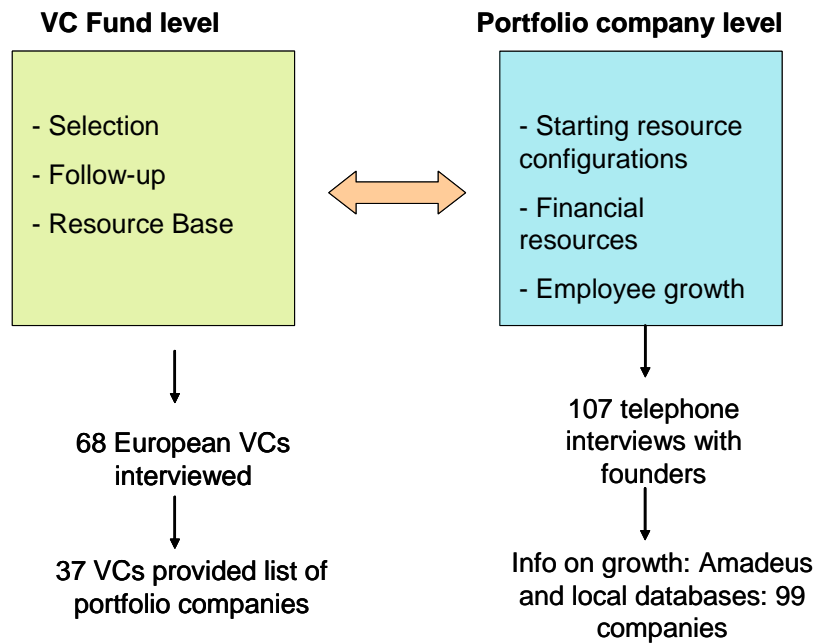 VC Fund level
- Selection
- Follow-up
- Resource Base
68 European VCs
interviewed
37 VCs provided list of
portfolio companies
Portfolio company level
- Starting resource
configurations
- Financial
resources
- Employee growth
107 telephone
interviews with
founders
Info on growth: Amadeus
and local databases: 99
companies